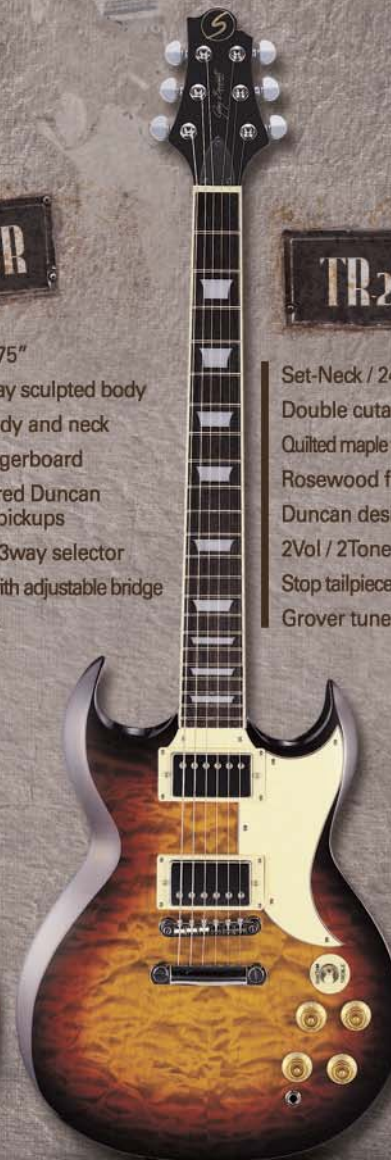 R
75"
ay sculpted body
dy and neck
gerboard
red Duncan
pickups
3way selector
ith adjustable bridge
TR2
Set-Neck / 24
Double cuta
Quilted maple
Rosewood f
Duncan des
2Vol / 2Tone
Stop tailpiece
Grover tune
S